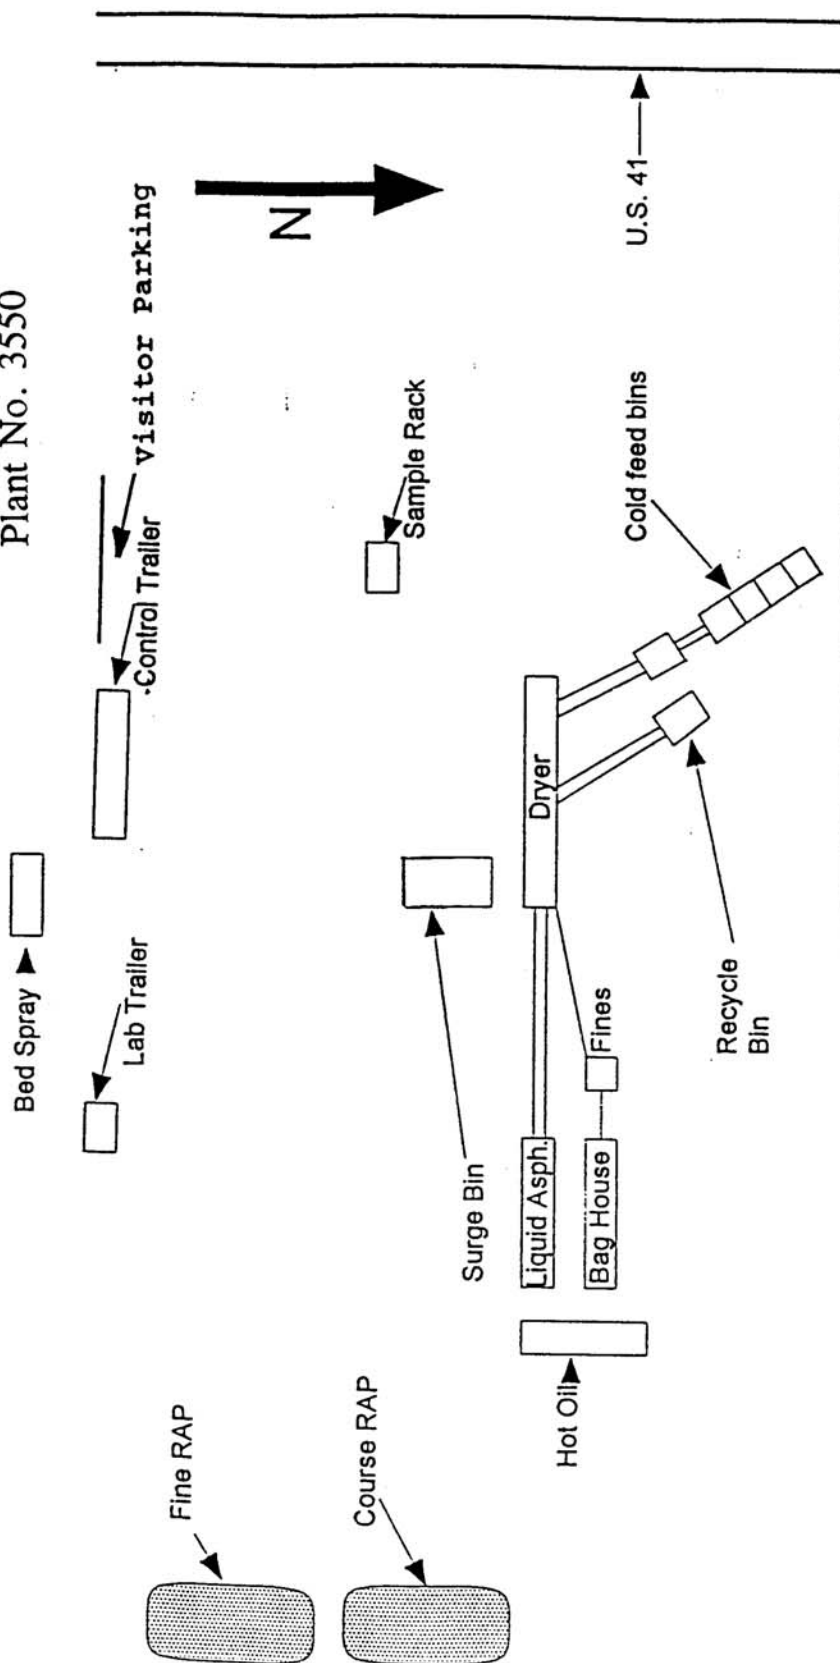 Plant No. 3550
Bed Spray
Lab Trailer
Control Trailer
Visitor Parking
N
U.S. 41
Sample Rack
Surge Bin
Dryer
Cold feed bins
Recycle
Bin
Fines
Liquid Asph.
Bag House
Hot Oil
Fine RAP
Course RAP